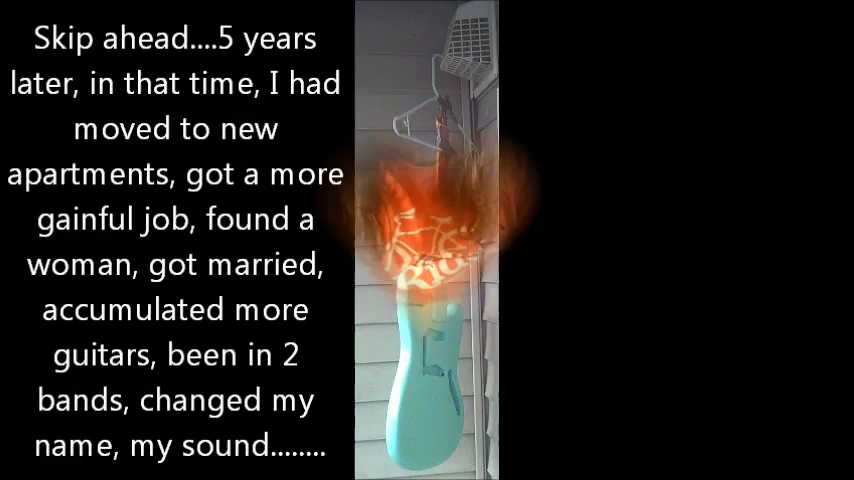 Skip ahead....5 years
later, in that time, I had
moved to new
apartments, got a more
gainful job, found a
woman, got married,
accumulated more
guitars, been in 2
bands, changed my
name, my sound........
Ride